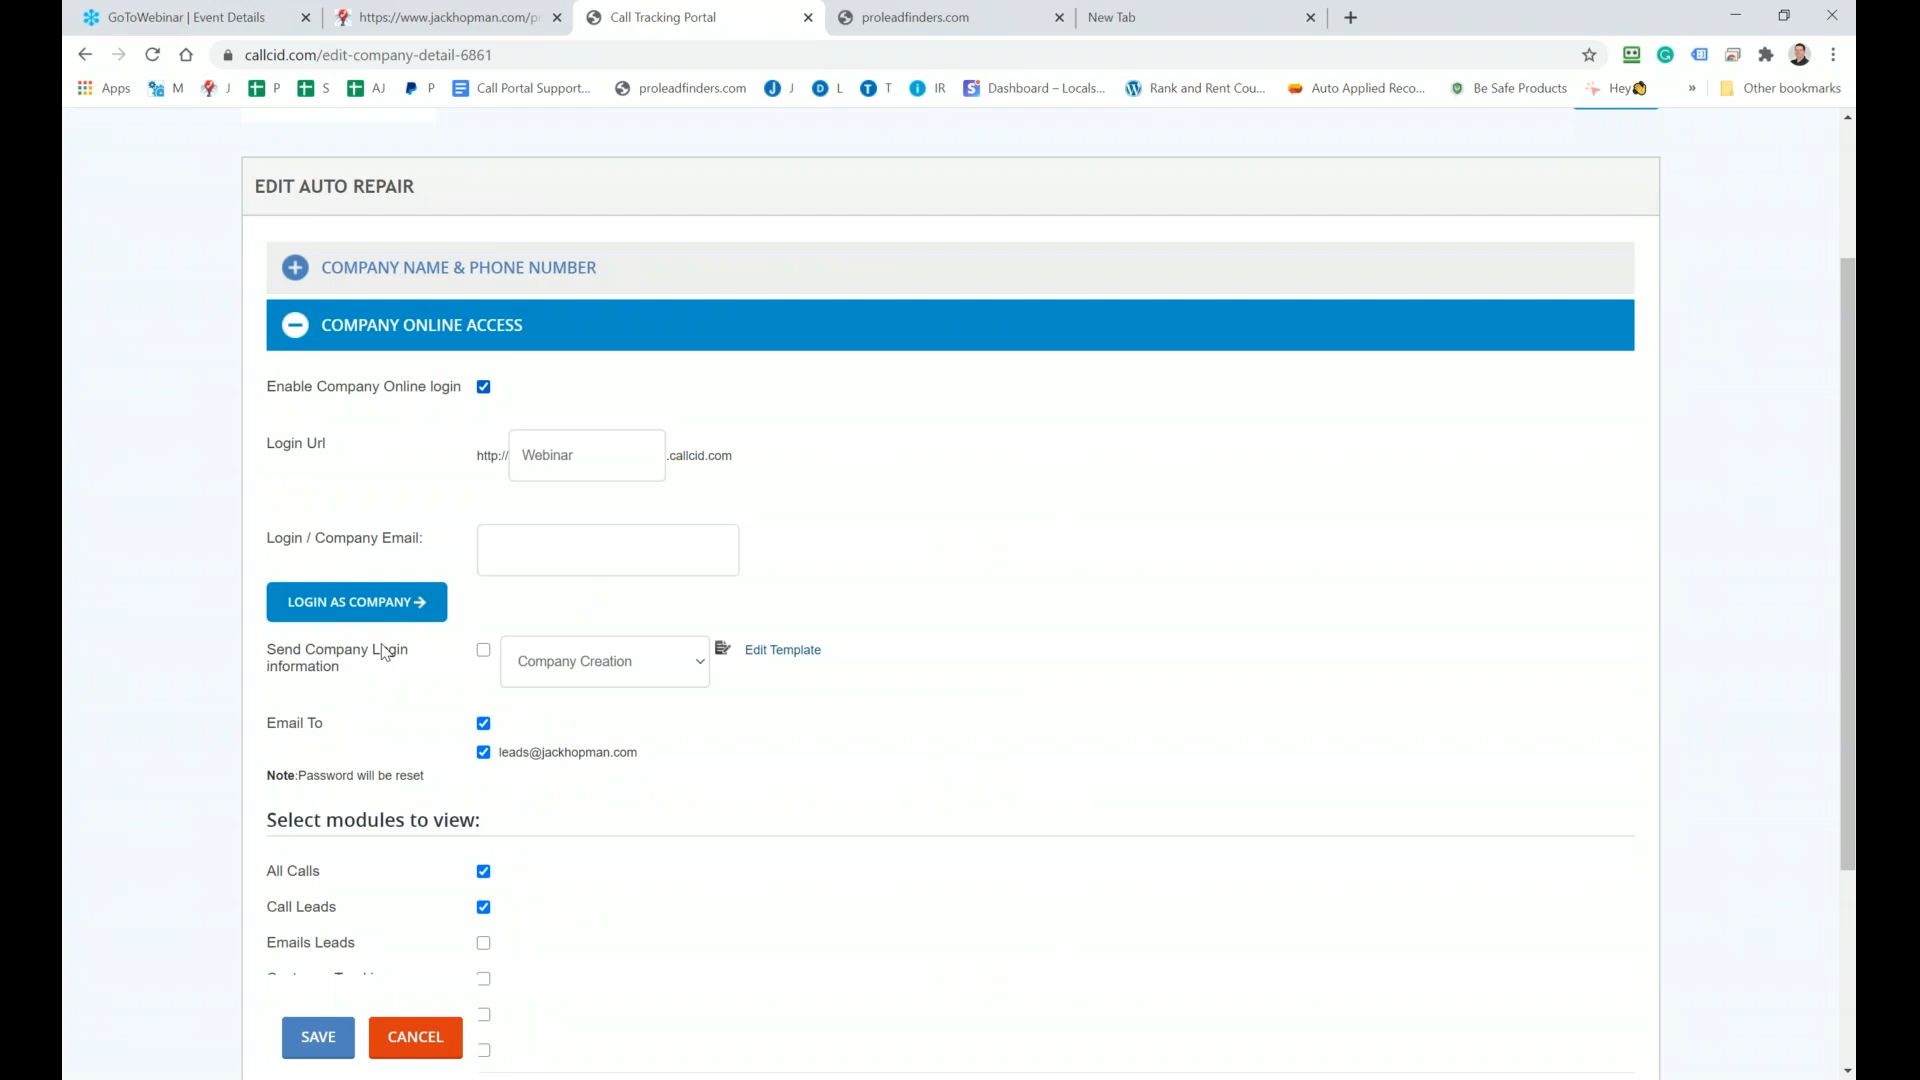 GoToWebinar | Event Details
https://www.jackhopman.com/pr
Call Tracking Portal
proleadfinders.com
New Tab
callcid.com/edit-company-detail-6861
Apps
M
J
P
S
AJ
P
Call Portal Support...
proleadfinders.com
J
J
D
L
T
T
i
IR
S
Dashboard – Locals...
Rank and Rent Cou...
Auto Applied Reco...
Be Safe Products
Hey
»
Other bookmarks
EDIT AUTO REPAIR
COMPANY NAME & PHONE NUMBER
COMPANY ONLINE ACCESS
Enable Company Online login
Login Url
http://
Webinar
.callcid.com
Login / Company Email:
LOGIN AS COMPANY
Send Company Login
information
Company Creation
Edit Template
Email To
leads@jackhopman.com
Note:Password will be reset
Select modules to view:
All Calls
Call Leads
Emails Leads
SAVE
CANCEL